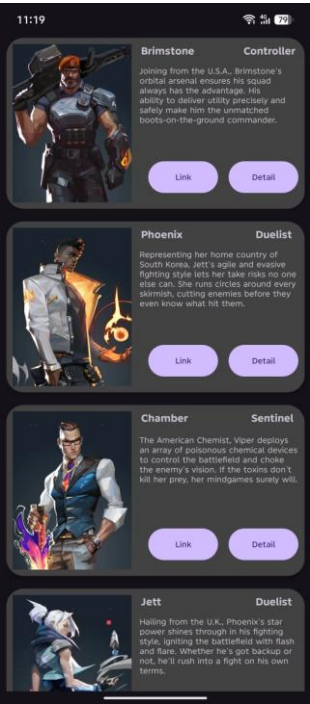 11:19
79
Brimstone Controller
Joining from the U.S.A., Brimstone's
orbital arsenal ensures his squad
always has the advantage. His
ability to deliver utility precisely and
safely make him the unmatched
boots-on-the-ground commander.
Link Detail
Phoenix Duelist
Representing her home country of
South Korea, Jett's agile and evasive
fighting style lets her take risks no one
else can. She runs circles around every
skirmish, cutting enemies before they
even know what hit them.
Link Detail
Chamber Sentinel
The American Chemist, Viper deploys
an array of poisonous chemical devices
to control the battlefield and choke
the enemy's vision. If the toxins don't
kill her prey, her mindgames surely will.
Link Detail
Jett Duelist
Hailing from the U.K., Phoenix's star
power shines through in his fighting
style, igniting the battlefield with flash
and flare. Whether he's got backup or
not, he'll rush into a fight on his own
terms.